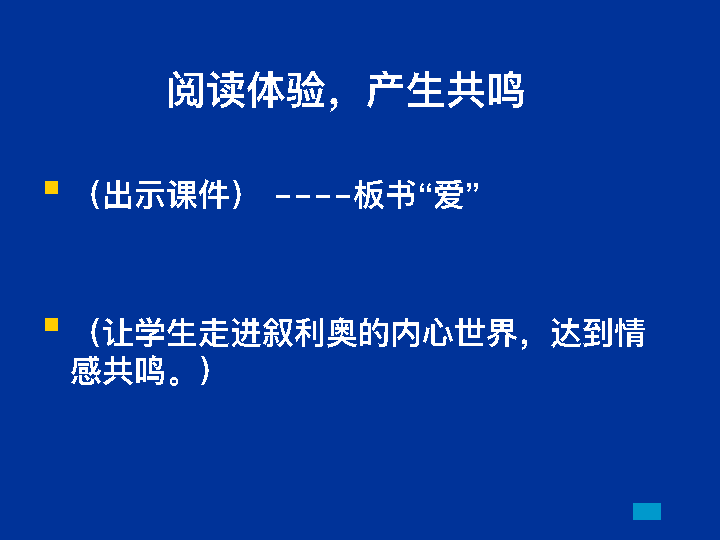 阅读体验，产生共鸣
（出示课件） ----板书“爱”
（让学生走进叙利奥的内心世界，达到情
感共鸣。）